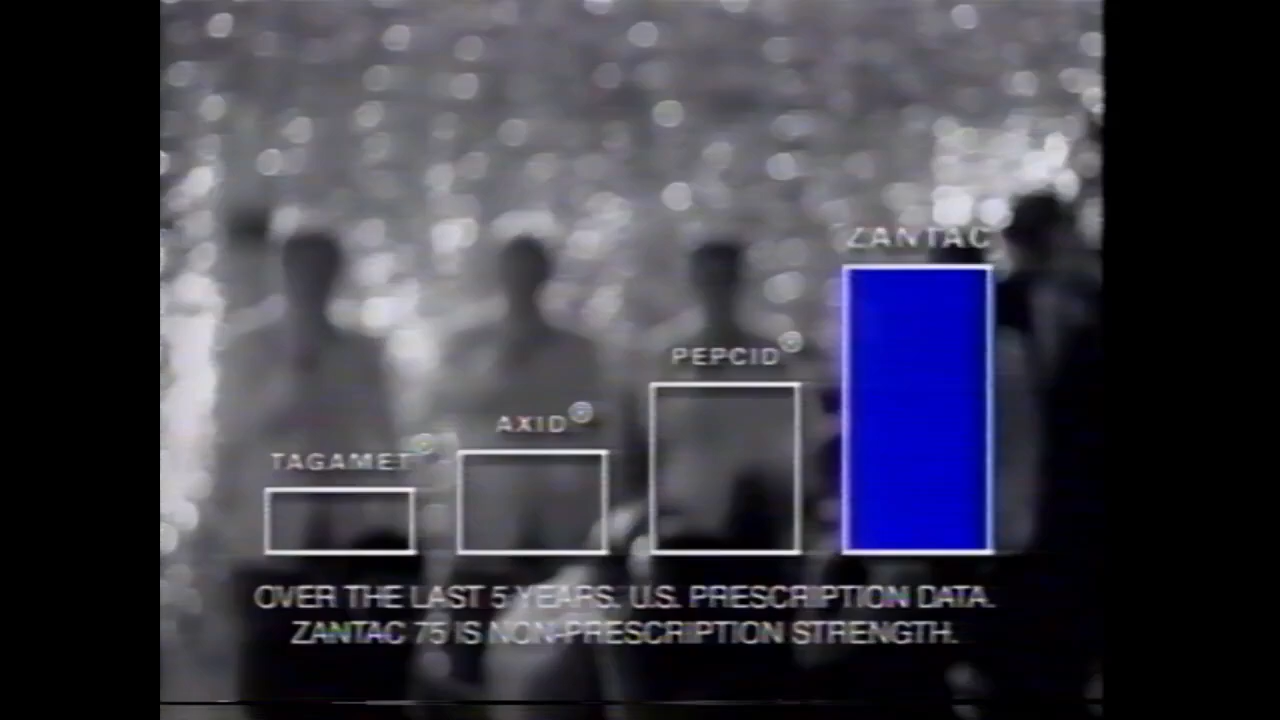 ZANTAC
PEPCID®
AXID®
TAGAMET®
OVER THE LAST 5 YEARS. U.S. PRESCRIPTION DATA.
ZANTAC 75 IS NON-PRESCRIPTION STRENGTH.